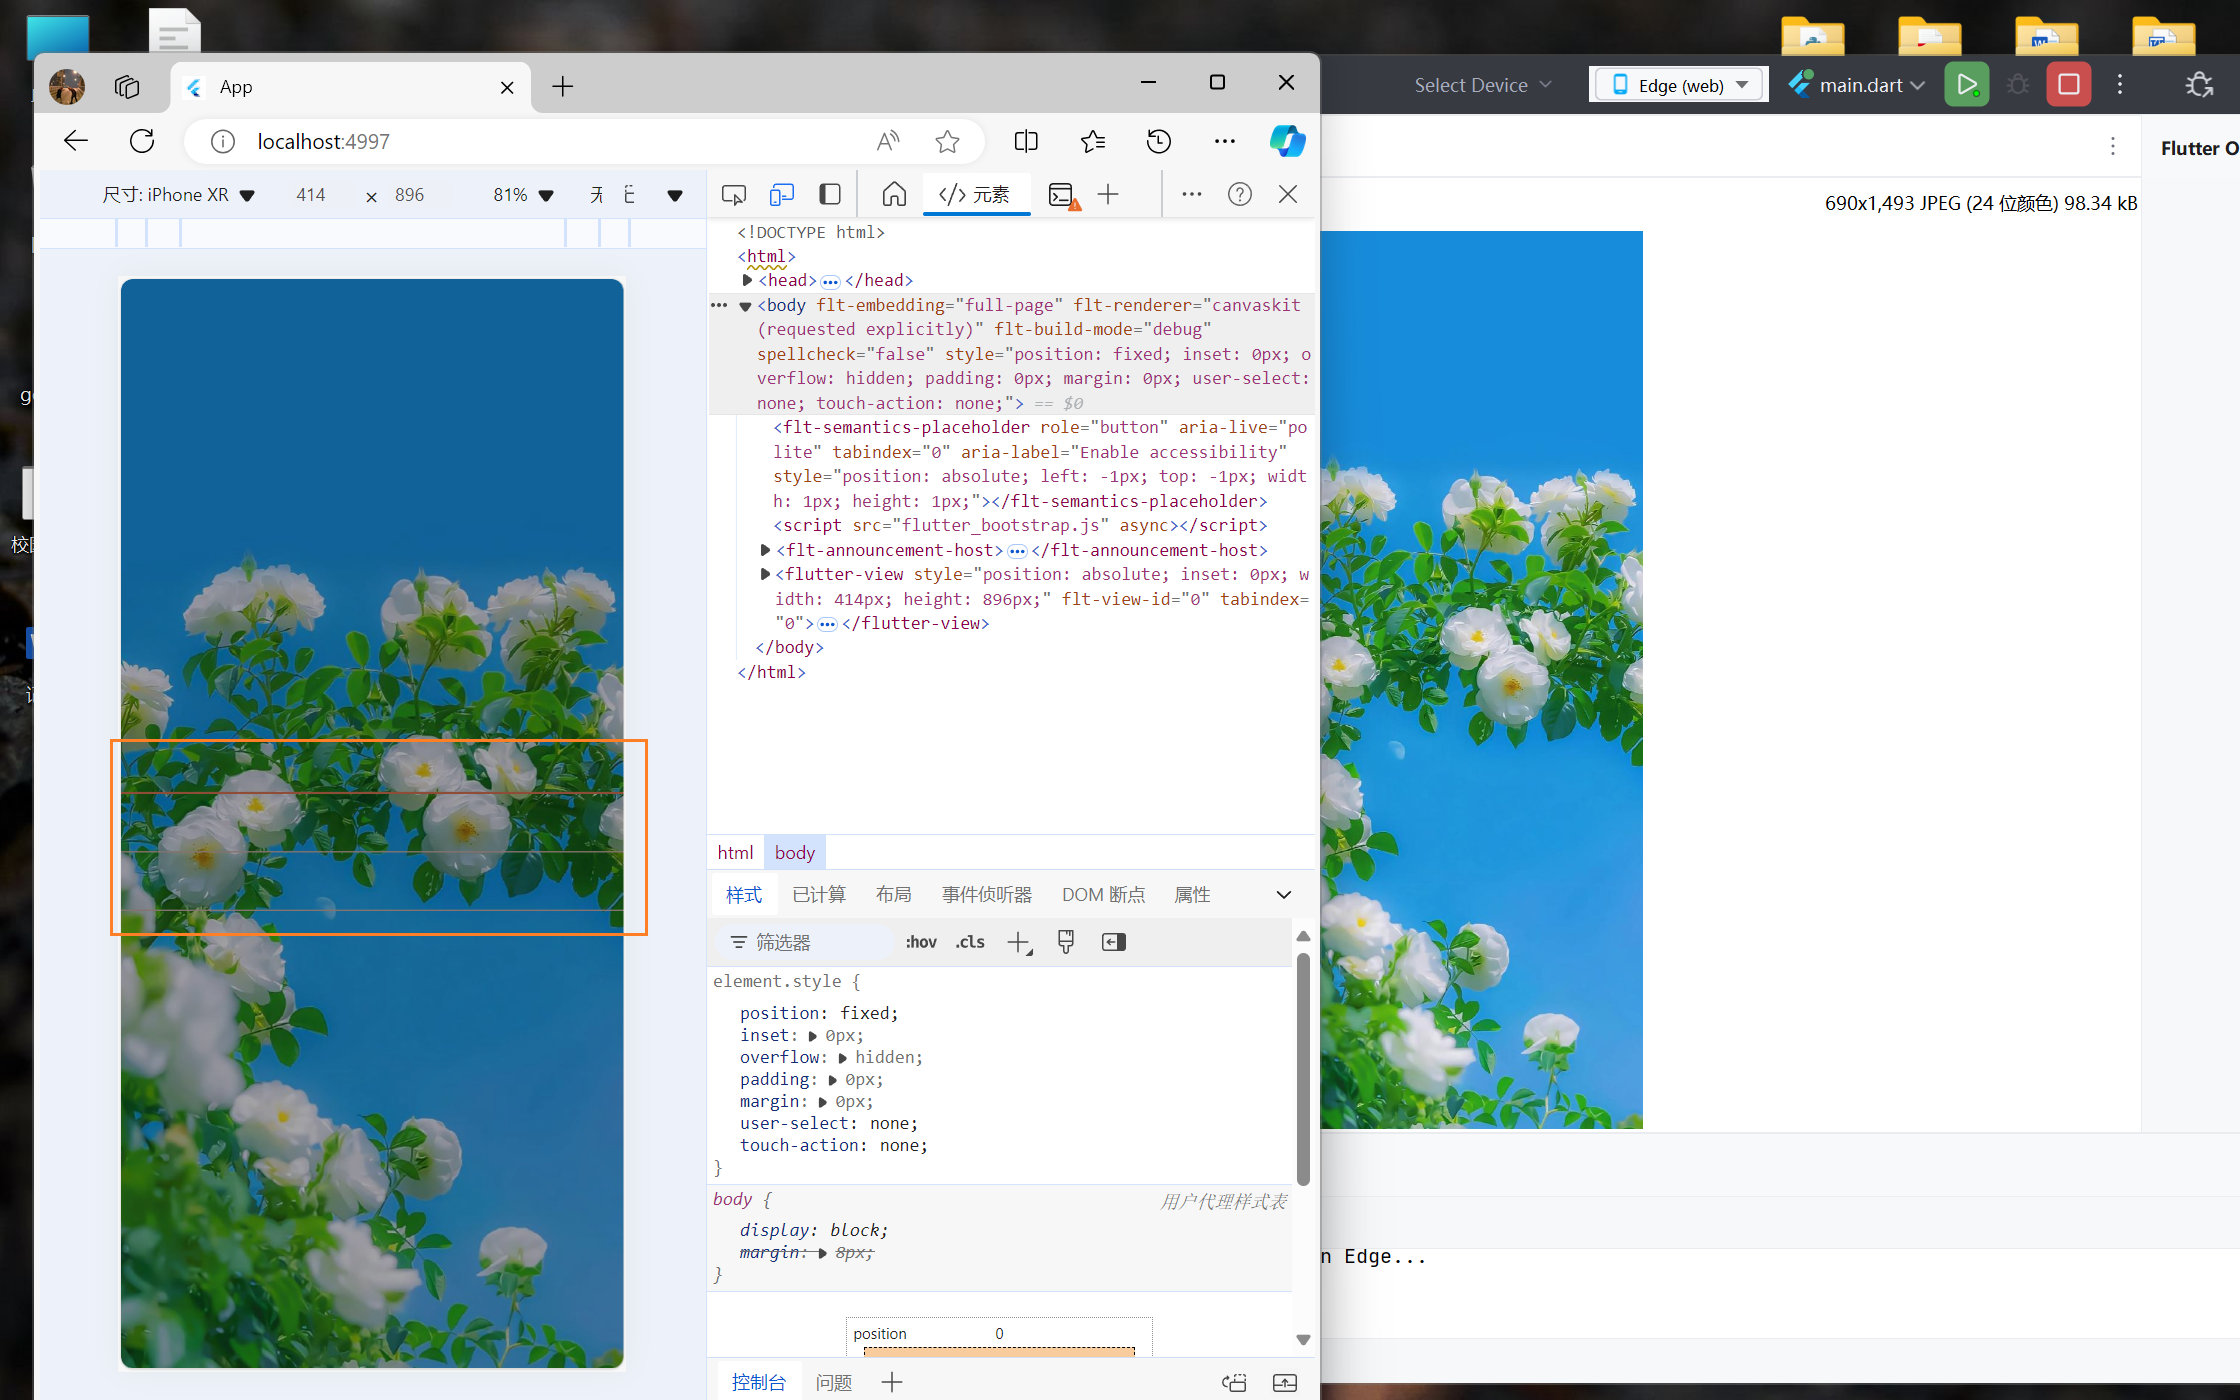 App
localhost:4997
Select Device
Edge (web)
main.dart
Flutter O
尺寸: iPhone XR
414
×
896
81%
无
元素
690x1,493 JPEG (24 位颜色) 98.34 kB
<!DOCTYPE html>
<html>
<head>…</head>
<body flt-embedding="full-page" flt-renderer="canvaskit
(requested explicitly)" flt-build-mode="debug"
spellcheck="false" style="position: fixed; inset: 0px; o
verflow: hidden; padding: 0px; margin: 0px; user-select:
none; touch-action: none;"> == $0
<flt-semantics-placeholder role="button" aria-live="po
lite" tabindex="0" aria-label="Enable accessibility"
style="position: absolute; left: -1px; top: -1px; widt
h: 1px; height: 1px;"></flt-semantics-placeholder>
<script src="flutter_bootstrap.js" async></script>
<flt-announcement-host>…</flt-announcement-host>
<flutter-view style="position: absolute; inset: 0px; w
idth: 414px; height: 896px;" flt-view-id="0" tabindex=
"0">…</flutter-view>
</body>
</html>
html
body
样式
已计算
布局
事件侦听器
DOM 断点
属性
筛选器
:hov
.cls
element.style {
position: fixed;
inset: 0px;
overflow: hidden;
padding: 0px;
margin: 0px;
user-select: none;
touch-action: none;
}
body {
用户代理样式表
display: block;
margin: 8px;
}
position
0
控制台
问题
n Edge...